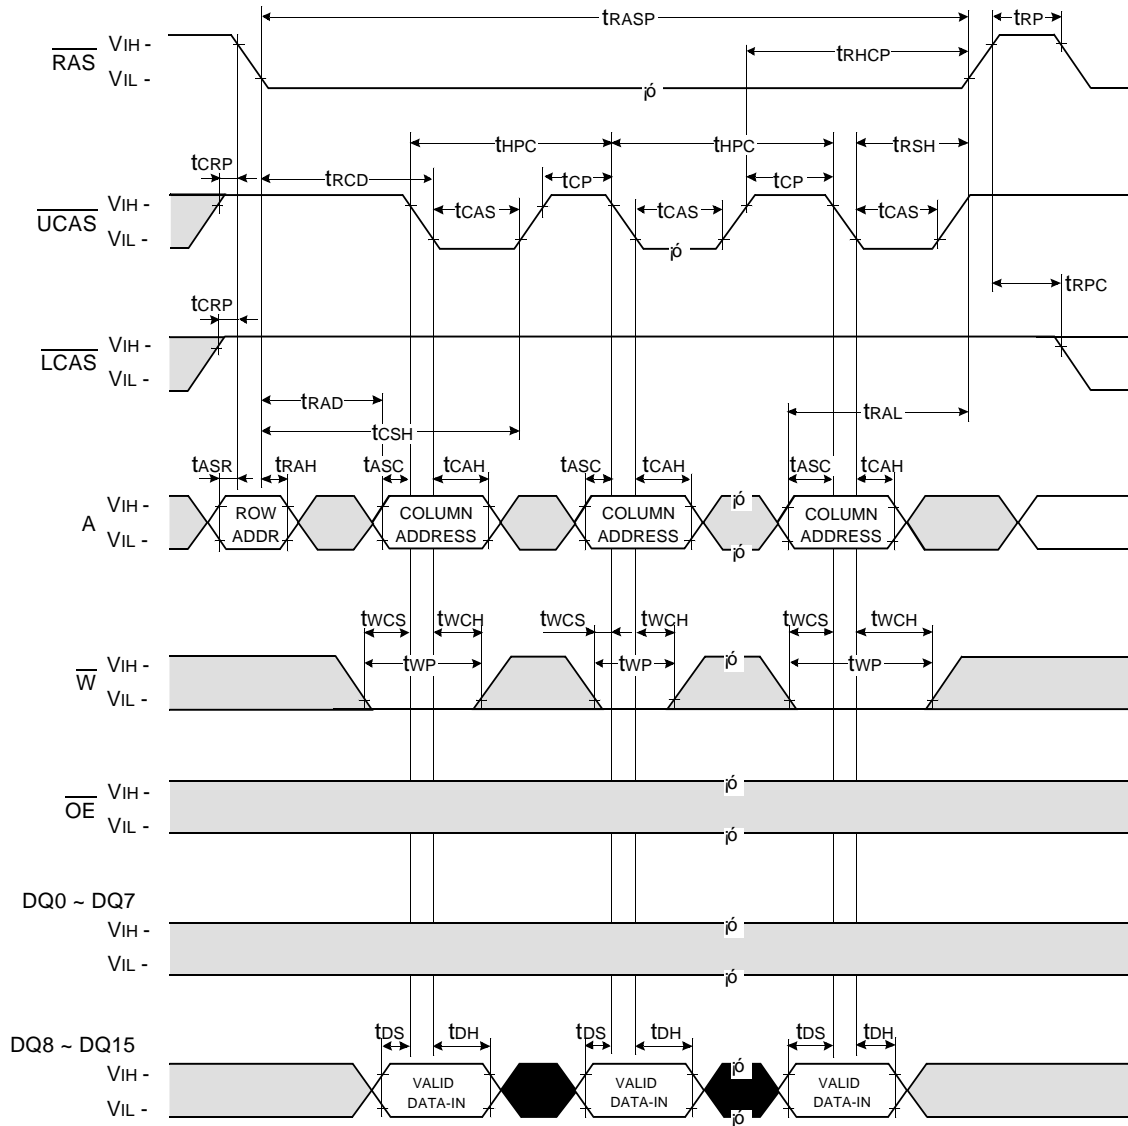 tRASP
tRP
RAS
VIH -
VIL -
tRHCP
¡ó
tHPC
tHPC
tRSH
tCRP
tRCD
tCP
tCP
UCAS
VIH -
VIL -
tCAS
tCAS
tCAS
¡ó
tRPC
tCRP
LCAS
VIH -
VIL -
tRAD
tRAL
tCSH
tASR
tRAH
tASC
tCAH
tASC
tCAH
tASC
tCAH
A
VIH -
VIL -
ROW
ADDR
COLUMN
ADDRESS
COLUMN
ADDRESS
¡ó
¡ó
COLUMN
ADDRESS
tWCS
tWCH
tWCS
tWCH
tWCS
tWCH
W
VIH -
VIL -
tWP
tWP
¡ó
tWP
OE
VIH -
VIL -
¡ó
¡ó
DQ0 ~ DQ7
VIH -
VIL -
¡ó
¡ó
DQ8 ~ DQ15
tDS
tDH
tDS
tDH
tDS
tDH
VIH -
VIL -
VALID
DATA-IN
VALID
DATA-IN
¡ó
¡ó
VALID
DATA-IN